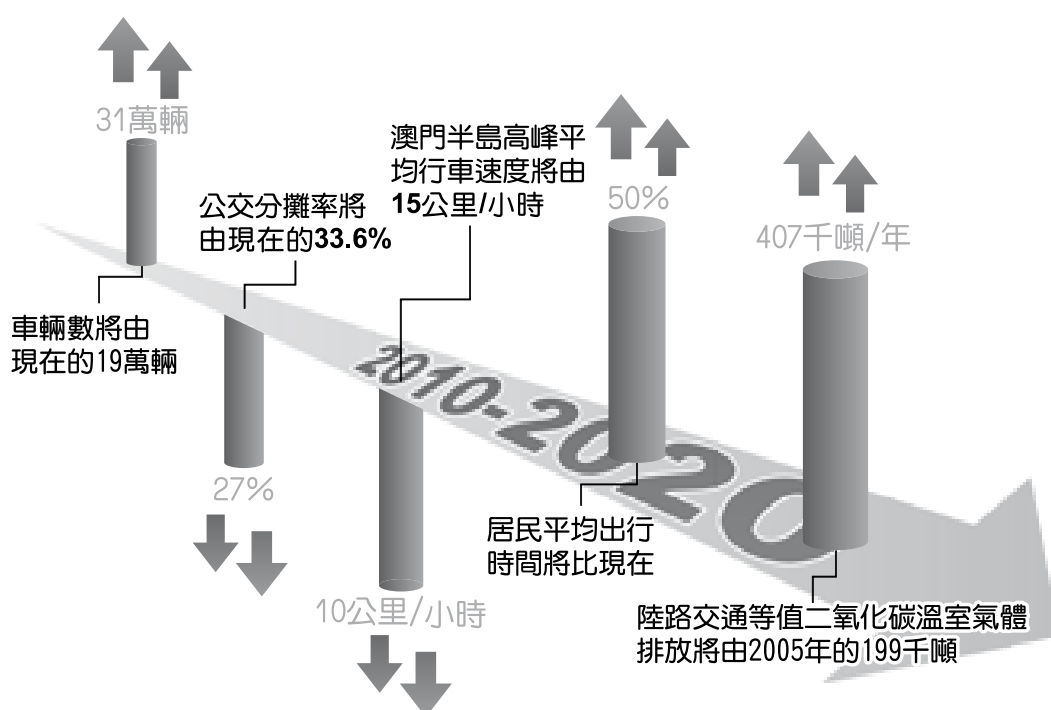 31萬輛
車輛數將由
現在的19萬輛
公交分攤率將
由現在的33.6%
27%
澳門半島高峰平
均行車速度將由
15公里/小時
10公里/小時
2010-2020
50%
居民平均出行
時間將比現在
407千噸/年
陸路交通等值二氧化碳溫室氣體
排放將由2005年的199千噸